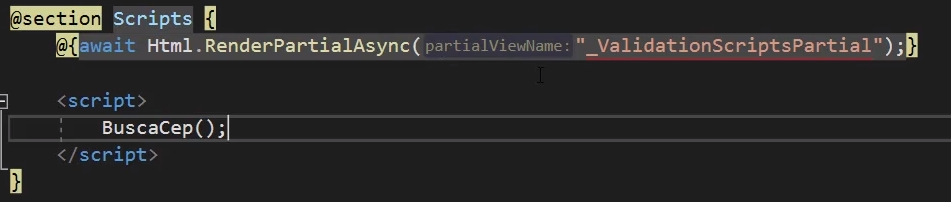 @section Scripts {
@{await Html.RenderPartialAsync(partialViewName:"_ValidationScriptsPartial");}
<script>
BuscaCep();
</script>
}